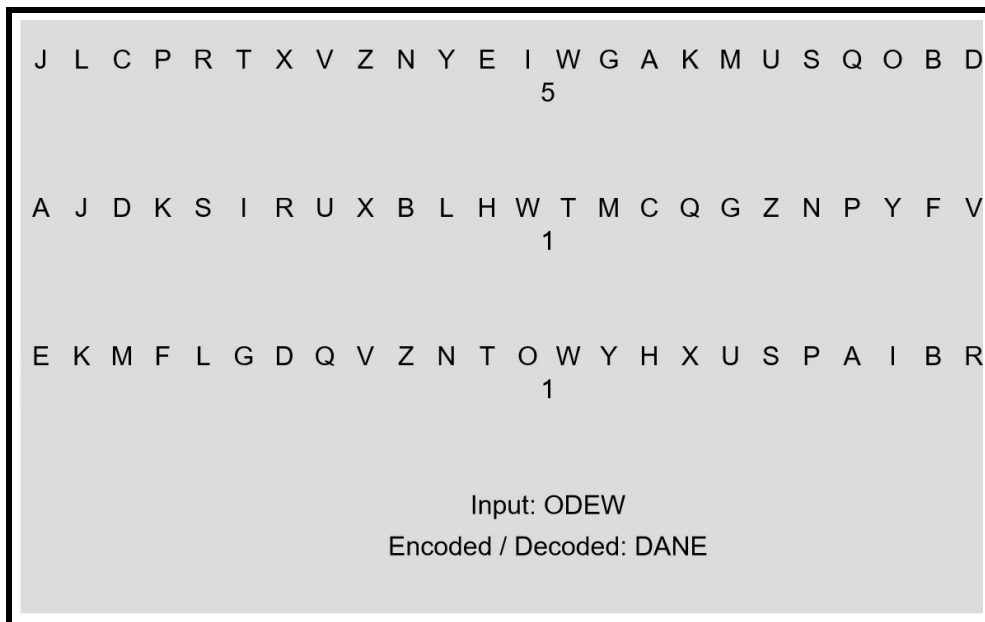 J L C P R T X V Z N Y E I W G A K M U S Q O B D
5
A J D K S I R U X B L H W T M C Q G Z N P Y F V
1
E K M F L G D Q V Z N T O W Y H X U S P A I B R
1
Input: ODEW
Encoded / Decoded: DANE